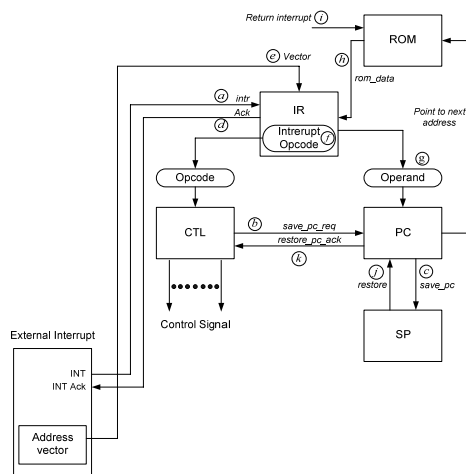 Return interrupt i
ROM
e Vector
h
rom_data
a
intr
Ack
d
IR
Intrerupt
Opcode
f
Point to next
address
g
Opcode
Operand
CTL
b
save_pc_req
restore_pc_ack
k
PC
j
restore
c
save_pc
SP
Control Signal
External Interrupt
INT
INT Ack
Address
vector